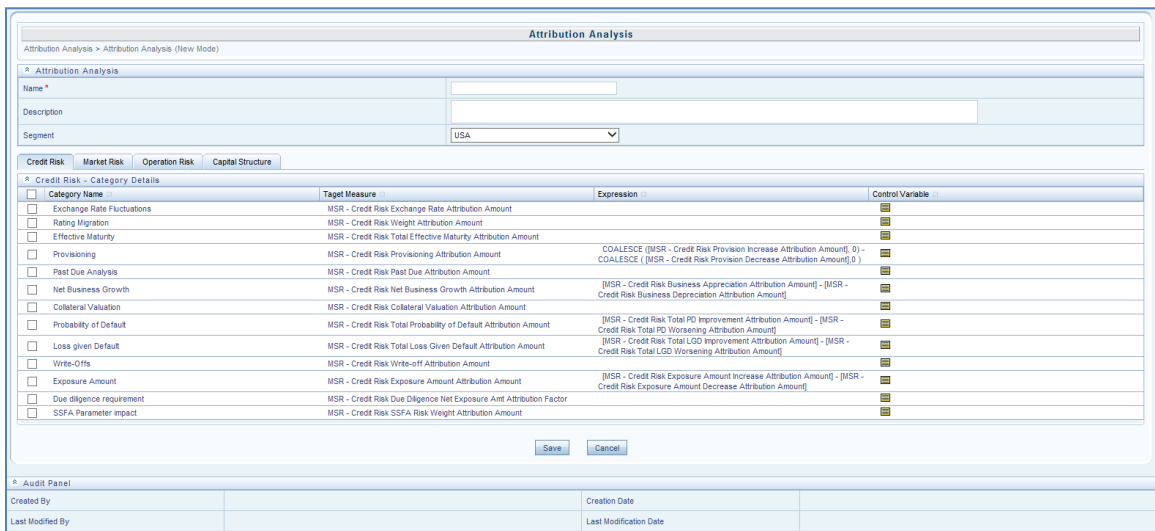 Attribution Analysis
Attribution Analysis > Attribution Analysis (New Mode)
Attribution Analysis
Name *
Description
Segment USA
Credit Risk Market Risk Operation Risk Capital Structure
Credit Risk - Category Details
Category Name Taget Measure Expression Control Variable
Exchange Rate Fluctuations MSR - Credit Risk Exchange Rate Attribution Amount
Rating Migration MSR - Credit Risk Weight Attribution Amount
Effective Maturity MSR - Credit Risk Total Effective Maturity Attribution Amount
Provisioning MSR - Credit Risk Provisioning Attribution Amount COALESCE ([MSR - Credit Risk Provision Increase Attribution Amount], 0) -
COALESCE ( [MSR - Credit Risk Provision Decrease Attribution Amount],0 )
Past Due Analysis MSR - Credit Risk Past Due Attribution Amount
Net Business Growth MSR - Credit Risk Net Business Growth Attribution Amount [MSR - Credit Risk Business Appreciation Attribution Amount] - [MSR -
Credit Risk Business Depreciation Attribution Amount]
Collateral Valuation MSR - Credit Risk Collateral Valuation Attribution Amount
Probability of Default MSR - Credit Risk Total Probability of Default Attribution Amount [MSR - Credit Risk Total PD Improvement Attribution Amount] - [MSR -
Credit Risk Total PD Worsening Attribution Amount]
Loss given Default MSR - Credit Risk Total Loss Given Default Attribution Amount [MSR - Credit Risk Total LGD Improvement Attribution Amount] - [MSR -
Credit Risk Total LGD Worsening Attribution Amount]
Write-Offs MSR - Credit Risk Write-off Attribution Amount
Exposure Amount MSR - Credit Risk Exposure Amount Attribution Amount [MSR - Credit Risk Exposure Amount Increase Attribution Amount] - [MSR -
Credit Risk Exposure Amount Decrease Attribution Amount]
Due diligence requirement MSR - Credit Risk Due Diligence Net Exposure Amt Attribution Factor
SSFA Parameter impact MSR - Credit Risk SSFA Risk Weight Attribution Amount
Save Cancel
Audit Panel
Created By Creation Date
Last Modified By Last Modification Date